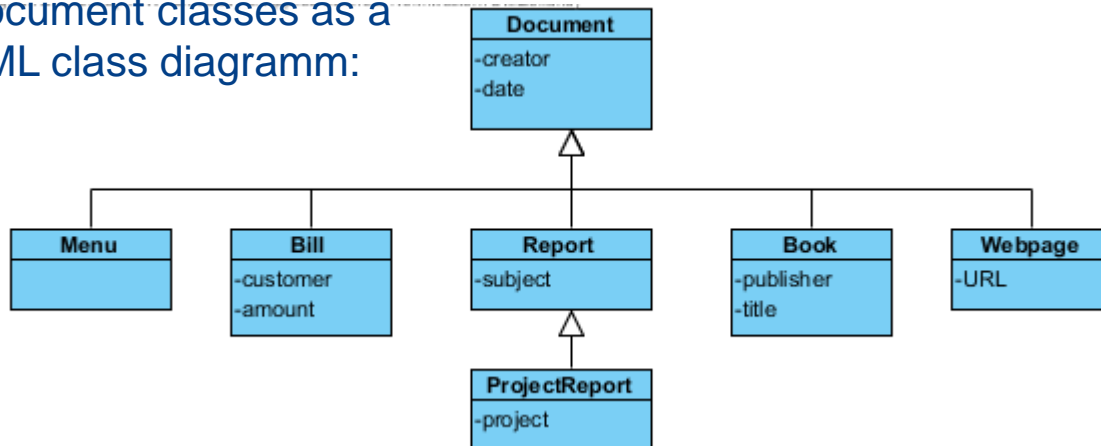 ocument classes as a
ML class diagramm:
Document
-creator
-date
Menu
Bill
-customer
-amount
Report
-subject
Book
-publisher
-title
Webpage
-URL
ProjectReport
-project